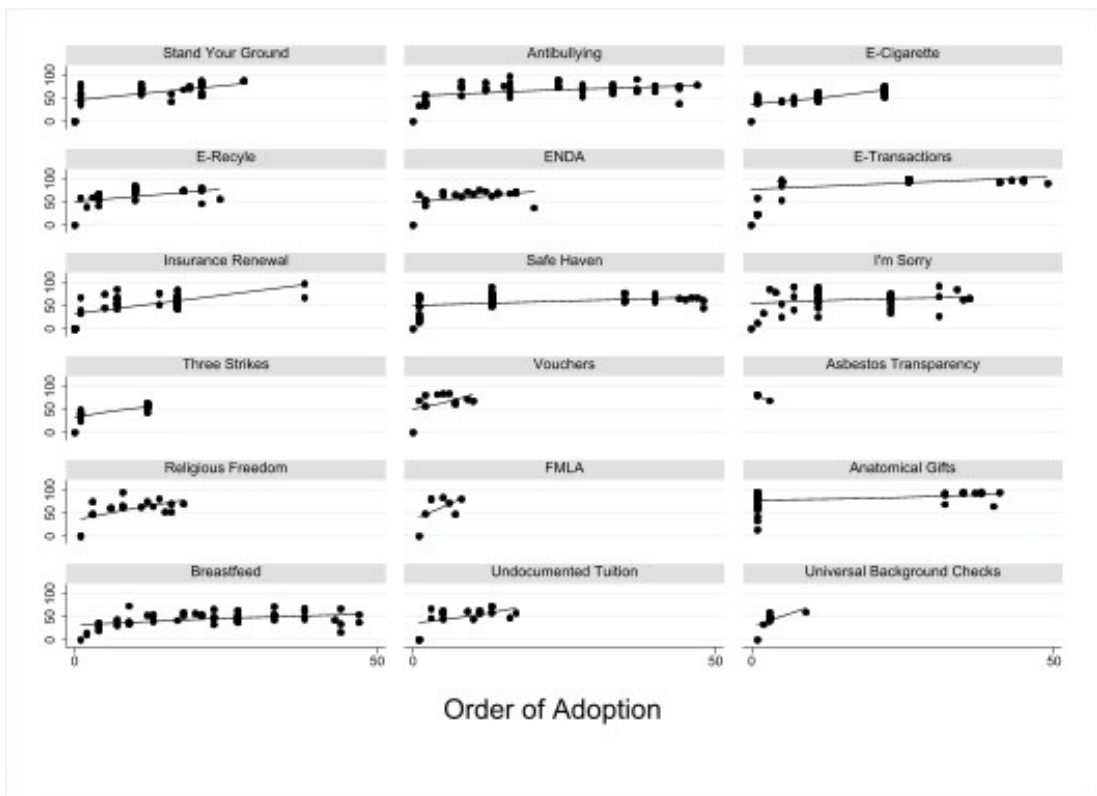 Stand Your Ground Antibullying E-Cigarette
0 50 100
E-Recyle ENDA E-Transactions
0 50 100
Insurance Renewal Safe Haven I'm Sorry
0 50 100
Three Strikes Vouchers Asbestos Transparency
0 50 100
Religious Freedom FMLA Anatomical Gifts
0 50 100
Breastfeed Undocumented Tuition Universal Background Checks
0 50 100
0 50 0 50 0 50
Order of Adoption